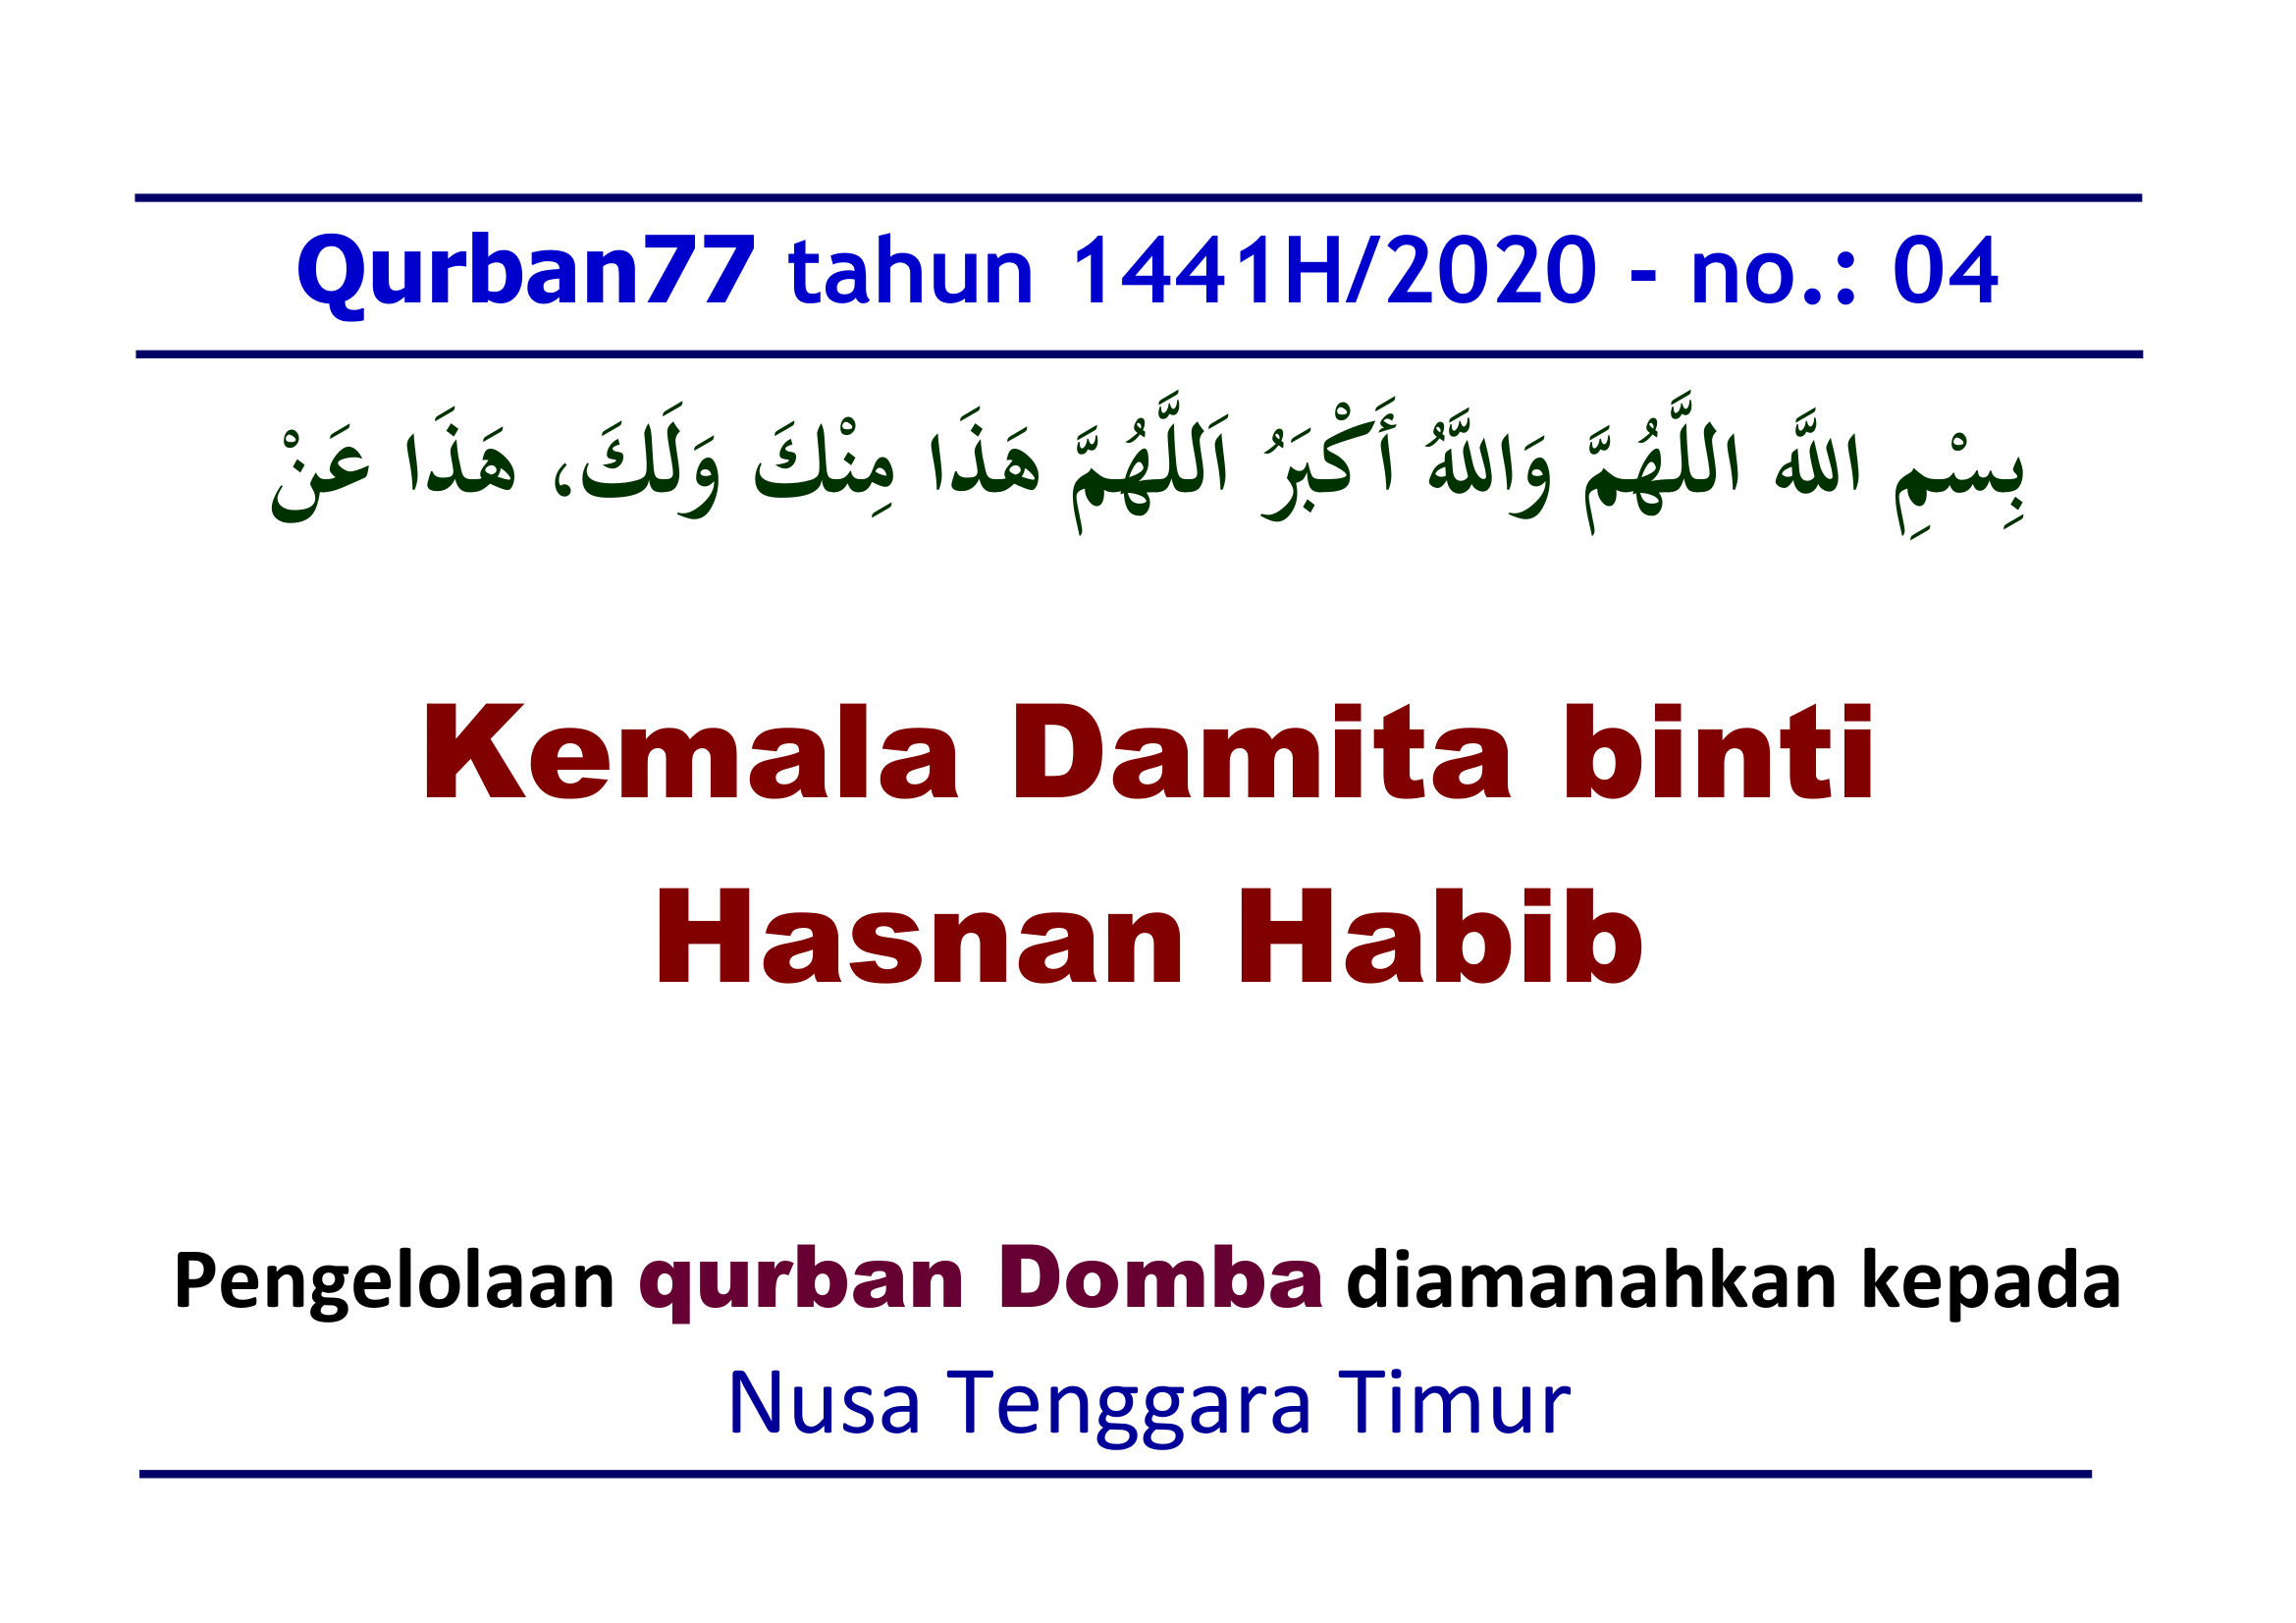 Qurban77 tahun 1441H/2020 - no.: 04
بِسْمِ اللَّه اللَّهُمَّ وَاللَّهُ أَكْبَرُ اَللَّهُمَّ هَذَا مِنْكَ وَلَكَ، هَذَا عَنْ
Kemala Damita binti
Hasnan Habib
Pengelolaan qurban Domba diamanahkan kepada
Nusa Tenggara Timur